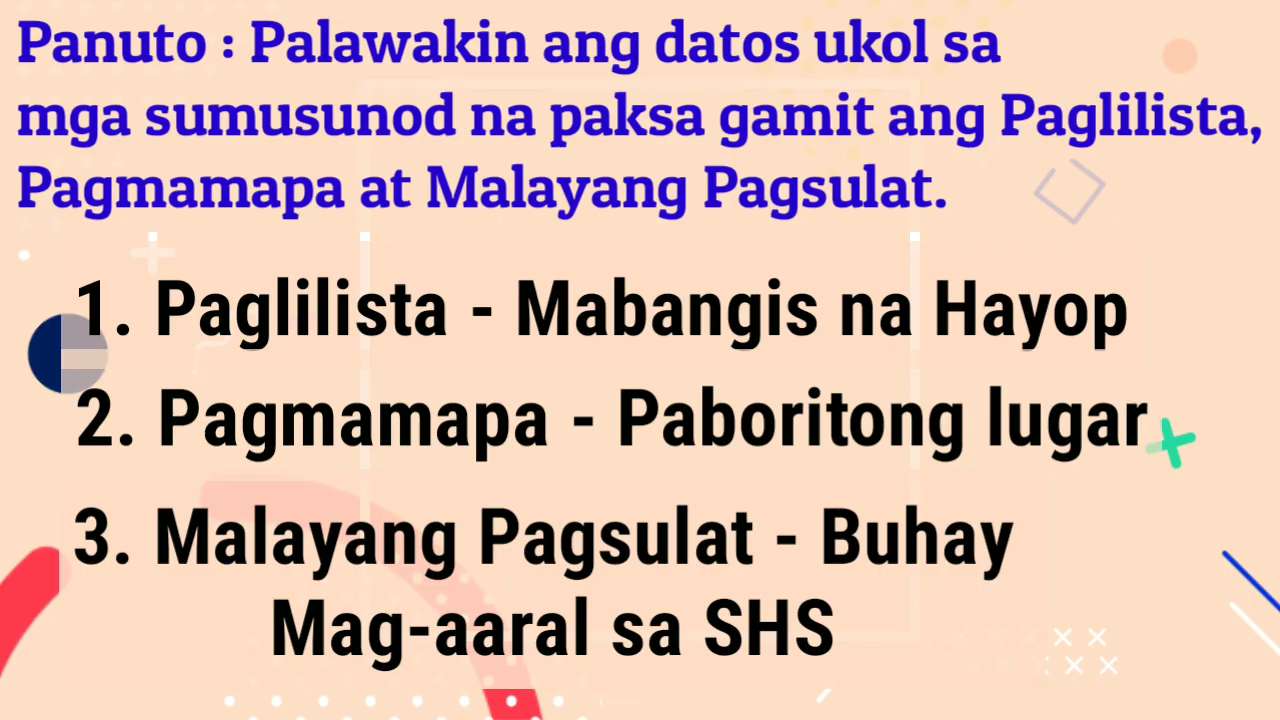 Panuto : Palawakin ang datos ukol sa
mga sumusunod na paksa gamit ang Paglilista,
Pagmamapa at Malayang Pagsulat.
1. Paglilista - Mabangis na Hayop
2. Pagmamapa - Paboritong lugar
3. Malayang Pagsulat - Buhay
Mag-aaral sa SHS